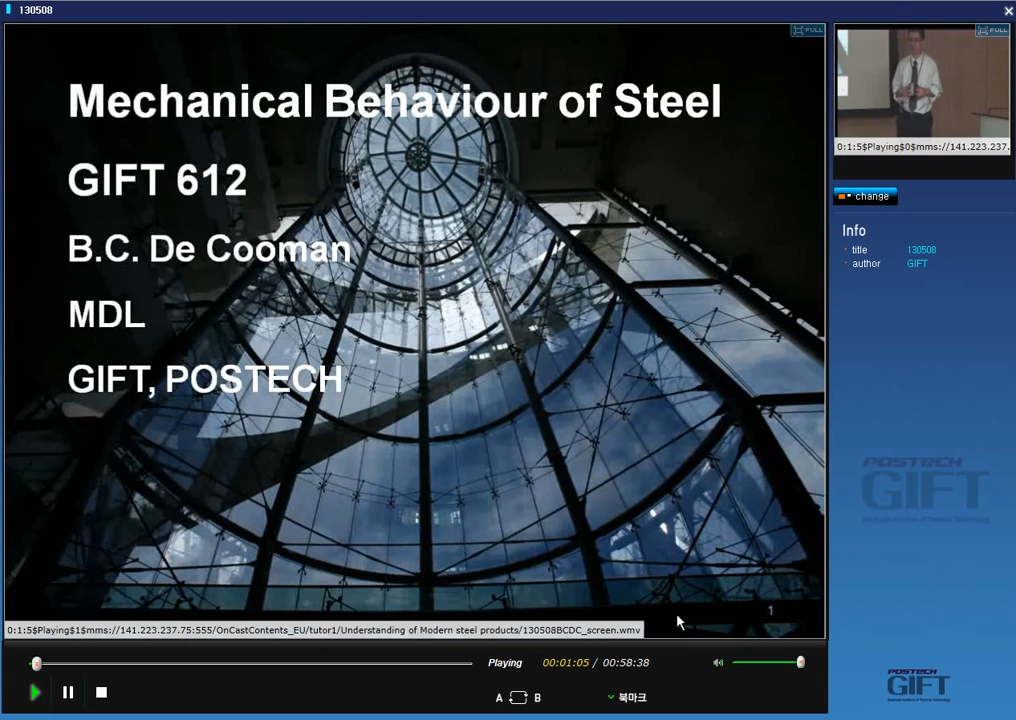 130508
FULL
Mechanical Behaviour of Steel
GIFT 612
B.C. De Cooman
MDL
GIFT, POSTECH
1
0:1:5$Playing$1$mms://141.223.237.75:555/OnCastContents_EU/tutor1/Understanding of Modern steel products/130508BCDC_screen.wmv
Playing 00:01:05 / 00:58:38
A B 북마크
FULL
0:1:5$Playing$0$mms://141.223.237.
change
Info
title 130508
author GIFT
POSTECH
GIFT
POSTECH
GIFT